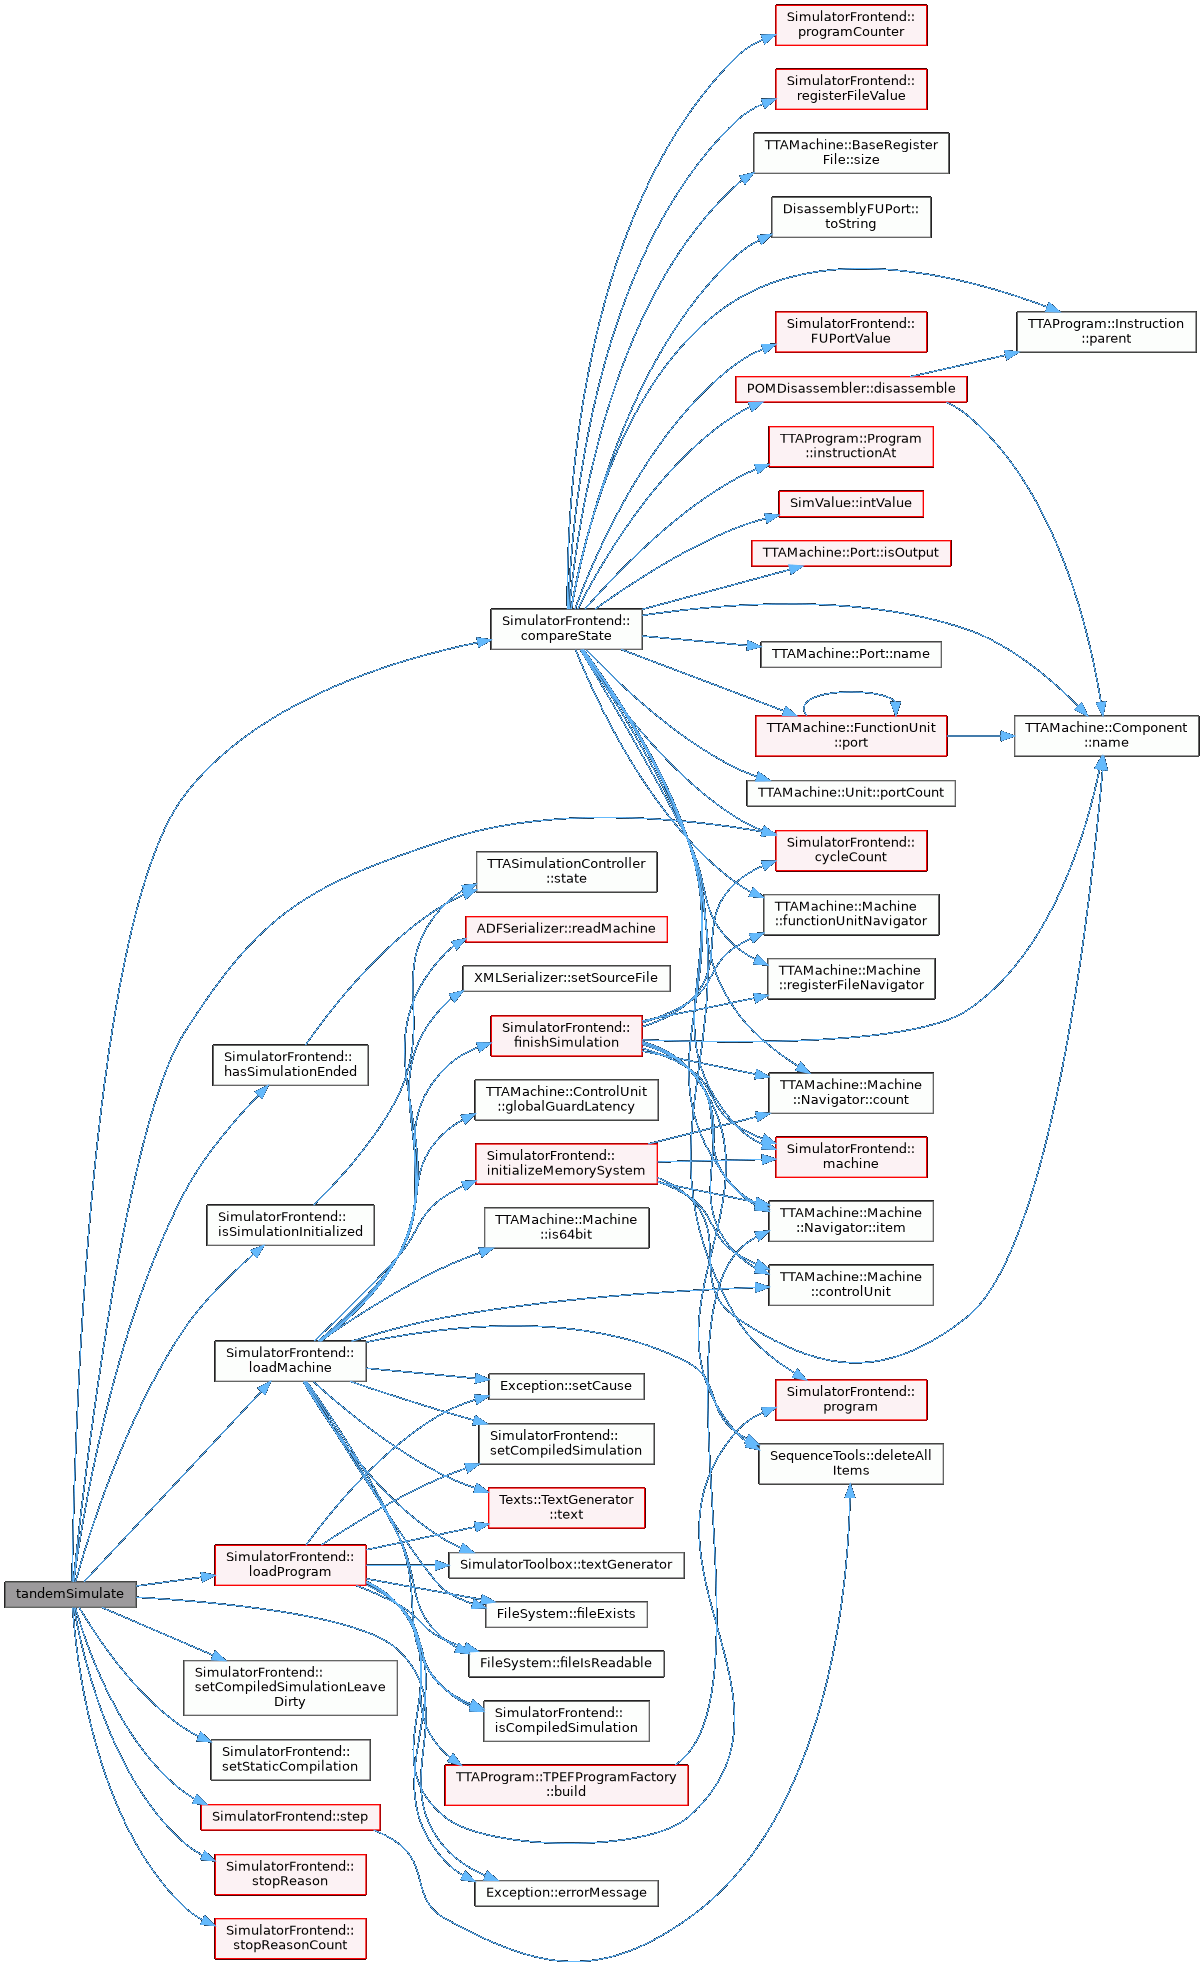 SimulatorFrontend::
programCounter
SimulatorFrontend::
registerFileValue
TTAMachine::BaseRegister
File::size
DisassemblyFUPort::
toString
SimulatorFrontend::
FUPortValue
TTAProgram::Instruction
::parent
POMDisassembler::disassemble
TTAProgram::Program
::instructionAt
SimValue::intValue
TTAMachine::Port::isOutput
SimulatorFrontend::
compareState
TTAMachine::Port::name
TTAMachine::FunctionUnit
::port
TTAMachine::Component
::name
TTAMachine::Unit::portCount
SimulatorFrontend::
cycleCount
TTASimulationController
::state
TTAMachine::Machine
::functionUnitNavigator
ADFSerializer::readMachine
XMLSerializer::setSourceFile
TTAMachine::Machine
::registerFileNavigator
SimulatorFrontend::
finishSimulation
SimulatorFrontend::
hasSimulationEnded
TTAMachine::ControlUnit
::globalGuardLatency
TTAMachine::Machine
::Navigator::count
SimulatorFrontend::
initializeMemorySystem
SimulatorFrontend::
machine
SimulatorFrontend::
isSimulationInitialized
TTAMachine::Machine
::is64bit
TTAMachine::Machine
::Navigator::item
TTAMachine::Machine
::controlUnit
SimulatorFrontend::
loadMachine
Exception::setCause
SimulatorFrontend::
program
SimulatorFrontend::
setCompiledSimulation
SequenceTools::deleteAll
Items
Texts::TextGenerator
::text
SimulatorFrontend::
loadProgram
SimulatorToolbox::textGenerator
tandemSimulate
FileSystem::fileExists
FileSystem::fileIsReadable
SimulatorFrontend::
setCompiledSimulationLeave
Dirty
SimulatorFrontend::
isCompiledSimulation
SimulatorFrontend::
setStaticCompilation
TTAProgram::TPEFProgramFactory
::build
SimulatorFrontend::step
SimulatorFrontend::
stopReason
Exception::errorMessage
SimulatorFrontend::
stopReasonCount